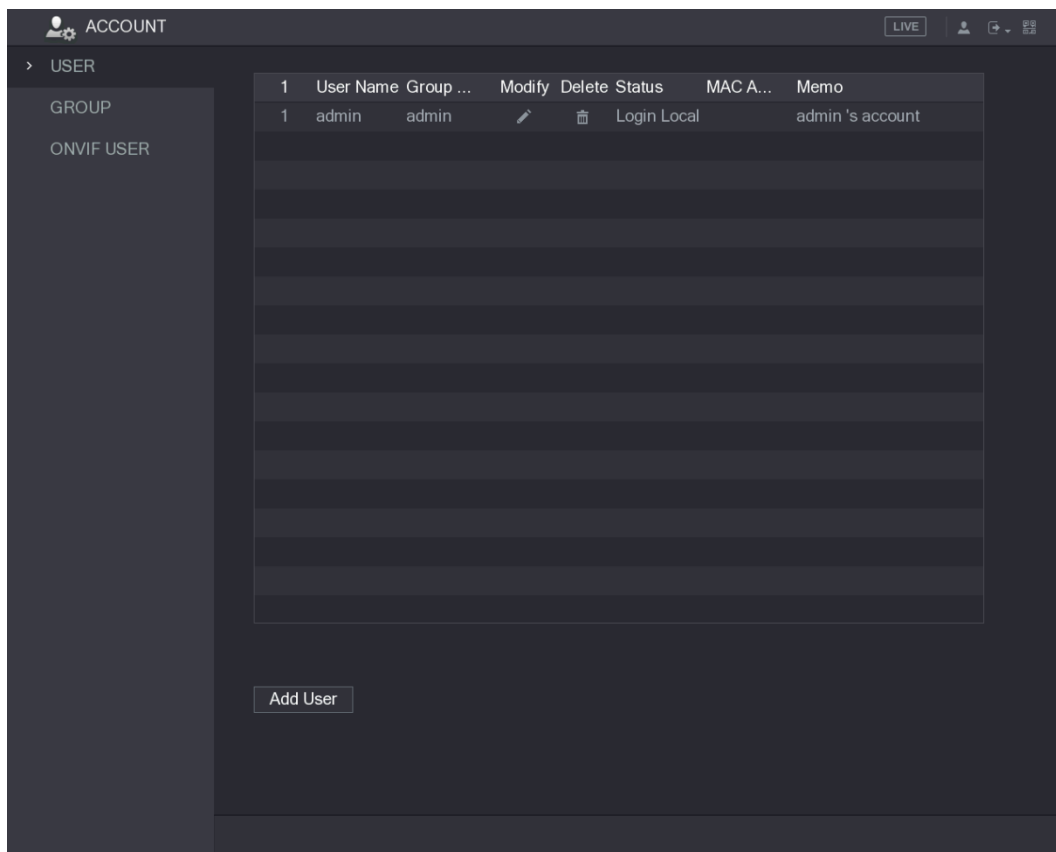 ACCOUNT LIVE
USER
GROUP
ONVIF USER
1 User Name Group ... Modify Delete Status MAC A... Memo
1 admin admin Login Local admin 's account
Add User